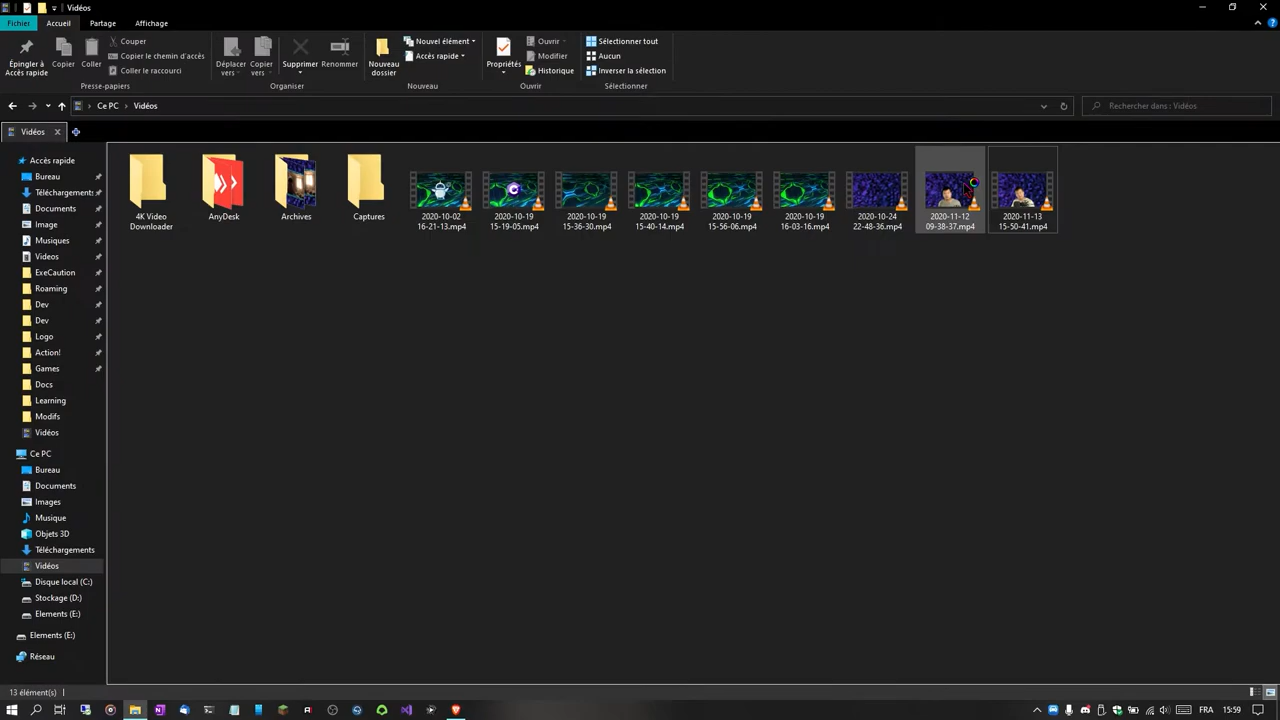 Vidéos
Fichier Accueil Partage Affichage
Épingler à
Accès rapide
Copier
Coller
Couper
Copier le chemin d'accès
Coller le raccourci
Presse-papiers
Déplacer
vers
Copier
vers
Supprimer
Renommer
Organiser
Nouveau
dossier
Nouvel élément
Accès rapide
Nouveau
Propriétés
Ouvrir
Modifier
Historique
Ouvrir
Sélectionner tout
Aucun
Inverser la sélection
Sélectionner
Ce PC Vidéos
Rechercher dans : Vidéos
Vidéos
Accès rapide
Bureau
Téléchargements
Documents
Image
Musiques
Videos
ExeCaution
Roaming
Dev
Dev
Logo
Action!
Games
Docs
Learning
Modifs
Vidéos
Ce PC
Bureau
Documents
Images
Musique
Objets 3D
Téléchargements
Vidéos
Disque local (C:)
Stockage (D:)
Elements (E:)
Elements (E:)
Réseau
4K Video
Downloader
AnyDesk
Archives
Captures
2020-10-02
16-21-13.mp4
2020-10-19
15-19-05.mp4
2020-10-19
15-36-30.mp4
2020-10-19
15-40-14.mp4
2020-10-19
15-56-06.mp4
2020-10-19
16-03-16.mp4
2020-10-24
22-48-36.mp4
2020-11-12
09-38-37.mp4
2020-11-13
15-50-41.mp4
13 élément(s)
FRA 15:59